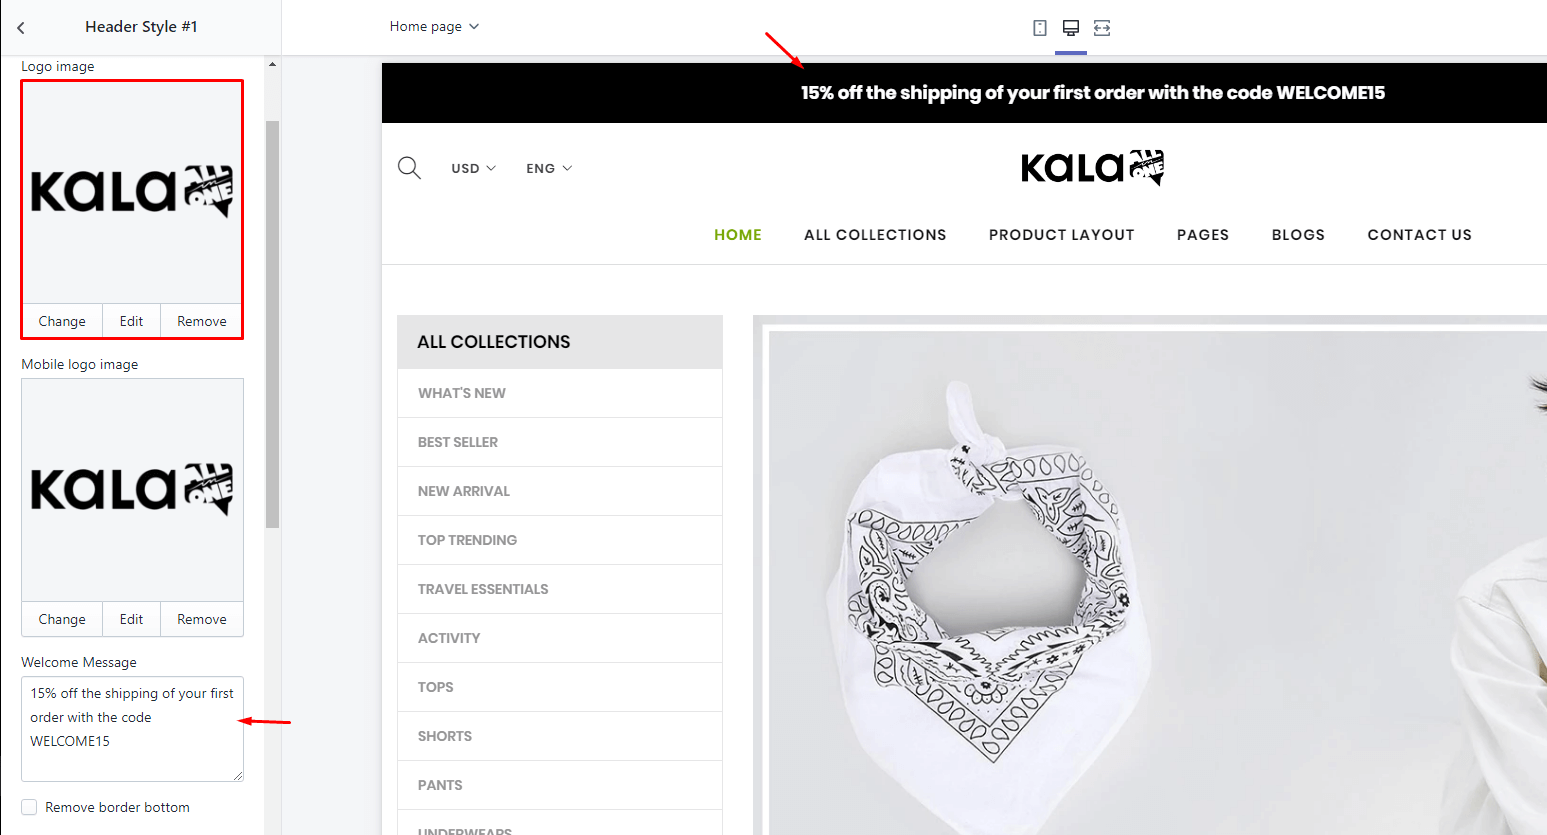 Header Style #1
Home page
Logo image
KALA ALL ONE
Change Edit Remove
Mobile logo image
KALA ALL ONE
Change Edit Remove
Welcome Message
15% off the shipping of your first
order with the code
WELCOME15
Remove border bottom
15% off the shipping of your first order with the code WELCOME15
USD ENG
KALA ALL ONE
HOME ALL COLLECTIONS PRODUCT LAYOUT PAGES BLOGS CONTACT US
ALL COLLECTIONS
WHAT'S NEW
BEST SELLER
NEW ARRIVAL
TOP TRENDING
TRAVEL ESSENTIALS
ACTIVITY
TOPS
SHORTS
PANTS
UNDERWEARS